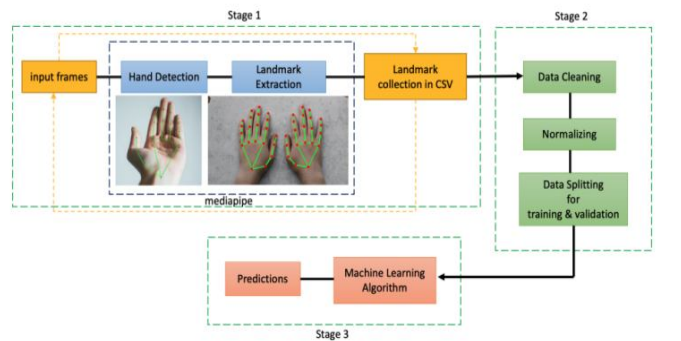 Stage 1
Stage 2
input frames
Hand Detection
Landmark
Extraction
Landmark
collection in CSV
Data Cleaning
Normalizing
Data Splitting
for
training & validation
mediapipe
Predictions
Machine Learning
Algorithm
Stage 3